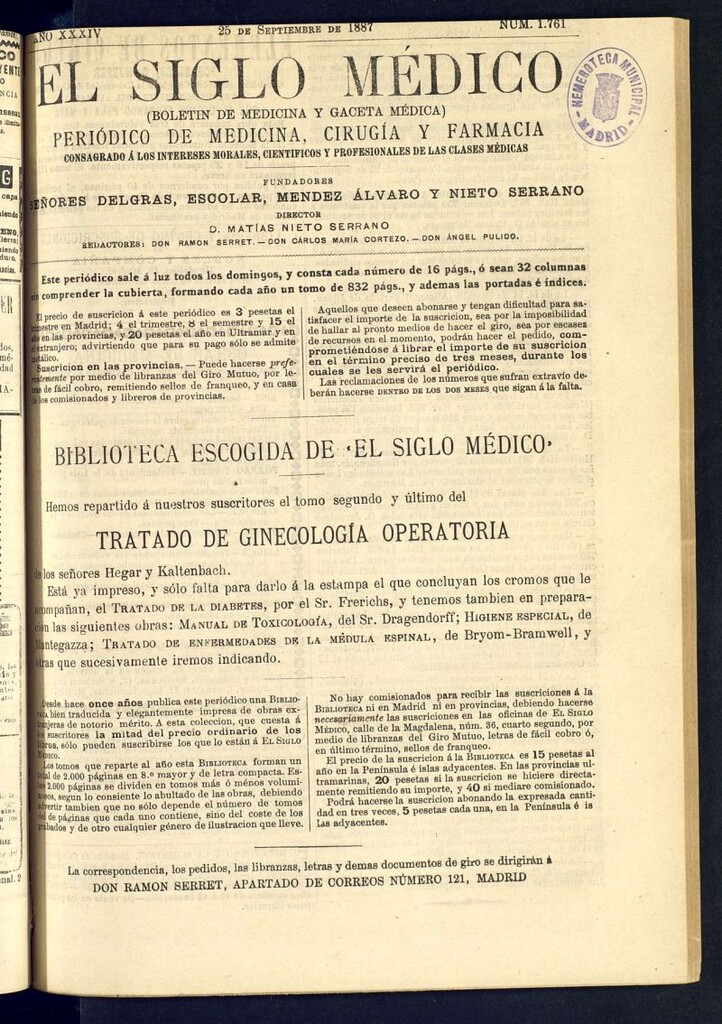 AÑO XXXIV
25 DE SEPTIEMBRE DE 1887
NÚM. 1.761
EL SIGLO MÉDICO
(BOLETIN DE MEDICINA Y GACETA MÉDICA)
PERIÓDICO DE MEDICINA, CIRUGÍA Y FARMACIA
CONSAGRADO Á LOS INTERESES MORALES, CIENTIFICOS Y PROFESIONALES DE LAS CLASES MÉDICAS
HEMEROTECA MUNICIPAL
MADRID
FUNDADORES
SEÑORES DELGRAS, ESCOLAR, MENDEZ ÁLVARO Y NIETO SERRANO
DIRECTOR
D. MATÍAS NIETO SERRANO
REDACTORES: DON RAMON SERRET. — DON CÁRLOS MARÍA CORTEZO. — DON ÁNGEL PULIDO.
Este periódico sale á luz todos los domingos, y consta cada número de 16 págs., ó sean 32 columnas
sin comprender la cubierta, formando cada año un tomo de 832 págs., y ademas las portadas é índices.
El precio de suscricion á este periódico es 3 pesetas el
trimestre en Madrid; 4 el trimestre, 8 el semestre y 15 el
año en las provincias, y 20 pesetas el año en Ultramar y en
extranjero; advirtiendo que para su pago sólo se admite
metálico.
Suscricion en las provincias. — Puede hacerse prefe-
rentemente por medio de libranzas del Giro Mutuo, por le-
tras de fácil cobro, remitiendo sellos de franqueo, y en casa
de los comisionados y libreros de provincias.
Aquellos que deseen abonarse y tengan dificultad para sa-
tisfacer el importe de la suscricion, sea por la imposibilidad
de hallar al pronto medios de hacer el giro, sea por escasez
de recursos en el momento, podrán hacer el pedido, com-
prometiéndose á librar el importe de su suscricion
en el término preciso de tres meses, durante los
cuales se les servirá el periódico.
Las reclamaciones de los números que sufran extravío de-
berán hacerse DENTRO DE LOS DOS MESES que sigan á la falta.
BIBLIOTECA ESCOGIDA DE «EL SIGLO MÉDICO»
Hemos repartido á nuestros suscritores el tomo segundo y último del
TRATADO DE GINECOLOGÍA OPERATORIA
de los señores Hegar y Kaltenbach.
Está ya impreso, y sólo falta para darlo á la estampa el que concluyan los cromos que le
acompañan, el TRATADO DE LA DIABETES, por el Sr. Frerichs, y tenemos tambien en prepara-
cion las siguientes obras: MANUAL DE TOXICOLOGÍA, del Sr. Dragendorff; HIGIENE ESPECIAL, de
Mantegazza; TRATADO DE ENFERMEDADES DE LA MÉDULA ESPINAL, de Bryom-Bramwell, y
otras que sucesivamente iremos indicando.
Desde hace once años publica este periódico una BIBLIO-
TECA bien traducida y elegantemente impresa de obras ex-
tranjeras de notorio mérito. A esta coleccion, que cuesta á
los suscritores la mitad del precio ordinario de los
libros, sólo pueden suscribirse los que lo están á EL SIGLO
MÉDICO.
Los tomos que reparte al año esta BIBLIOTECA forman un
total de 2.000 páginas en 8.º mayor y de letra compacta. Es-
tas 2.000 páginas se dividen en tomos más ó ménos volumi-
nosos, segun lo consiente lo abultado de las obras, debiendo
advertir tambien que no sólo depende el número de tomos
del de páginas que cada uno contiene, sino del coste de los
grabados y de otro cualquier género de ilustracion que lleve.
No hay comisionados para recibir las suscriciones á la
BIBLIOTECA ni en Madrid ni en provincias, debiendo hacerse
necesariamente las suscriciones en las oficinas de EL SIGLO
MÉDICO, calle de la Magdalena, núm. 36, cuarto segundo, por
medio de libranzas del Giro Mutuo, letras de fácil cobro ó,
en último término, sellos de franqueo.
El precio de la suscricion á la BIBLIOTECA es 15 pesetas al
año en la Península é islas adyacentes. En las provincias ul-
tramarinas, 20 pesetas si la suscricion se hiciere directa-
mente remitiendo su importe, y 40 si mediare comisionado.
Podrá hacerse la suscricion abonando la expresada canti-
dad en tres veces, 5 pesetas cada una, en la Península é is
las adyacentes.
La correspondencia, los pedidos, las libranzas, letras y demas documentos de giro se dirigirán á
DON RAMON SERRET, APARTADO DE CORREOS NÚMERO 121, MADRID